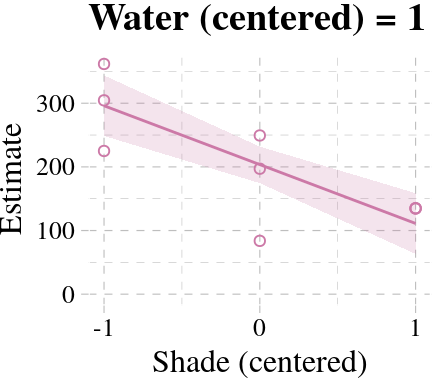 Water (centered) = 1
Estimate
300
200
100
0
-1 0 1
Shade (centered)